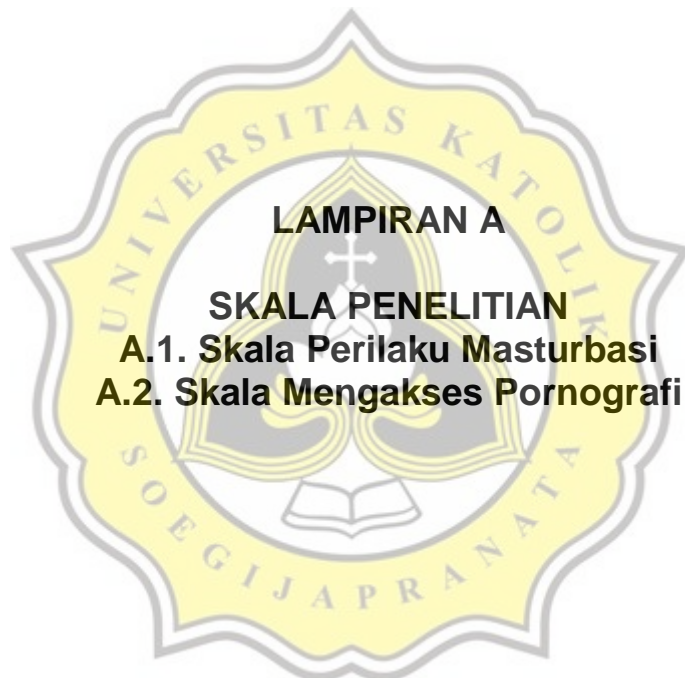 UNIVERSITAS KATOLIK
LAMPIRAN A
SKALA PENELITIAN
A.1. Skala Perilaku Masturbasi
A.2. Skala Mengakses Pornografi
SOEGIJAPRANATA